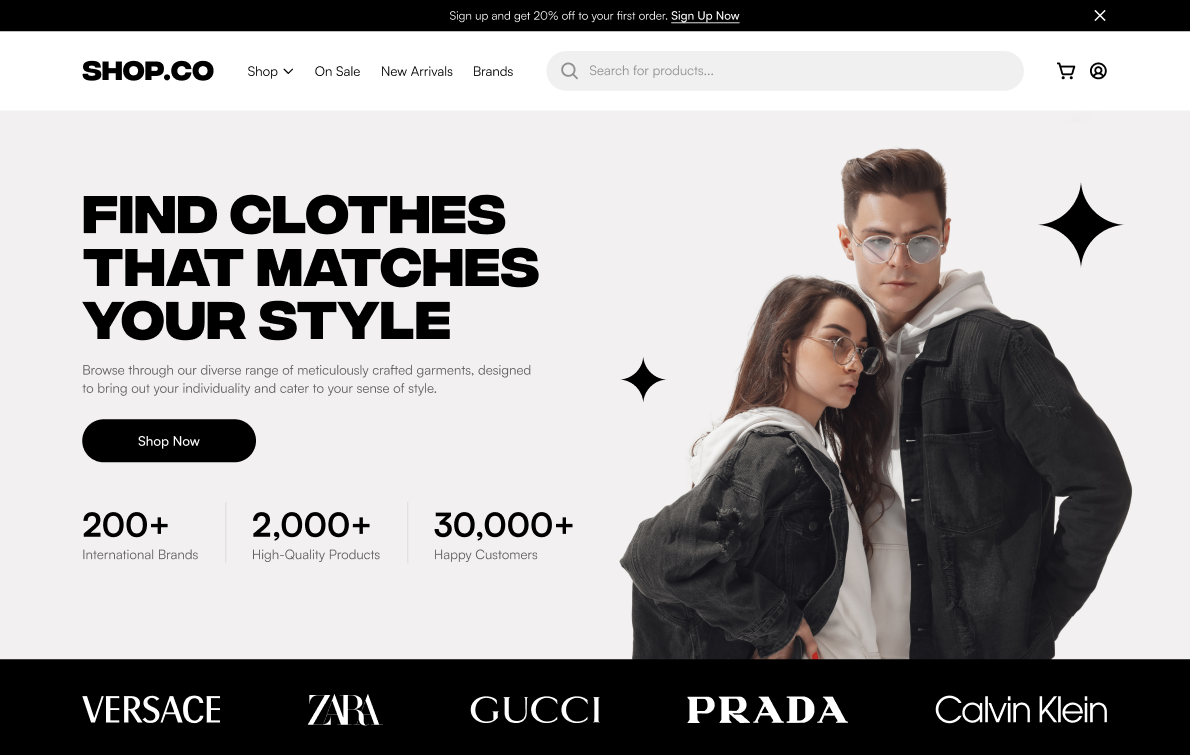 Sign up and get 20% off to your first order. Sign Up Now
SHOP.CO
Shop
On Sale
New Arrivals
Brands
Search for products...
FIND CLOTHES
THAT MATCHES
YOUR STYLE
Browse through our diverse range of meticulously crafted garments, designed
to bring out your individuality and cater to your sense of style.
Shop Now
200+
International Brands
2,000+
High-Quality Products
30,000+
Happy Customers
VERSACE
ZARA
GUCCI
PRADA
Calvin Klein